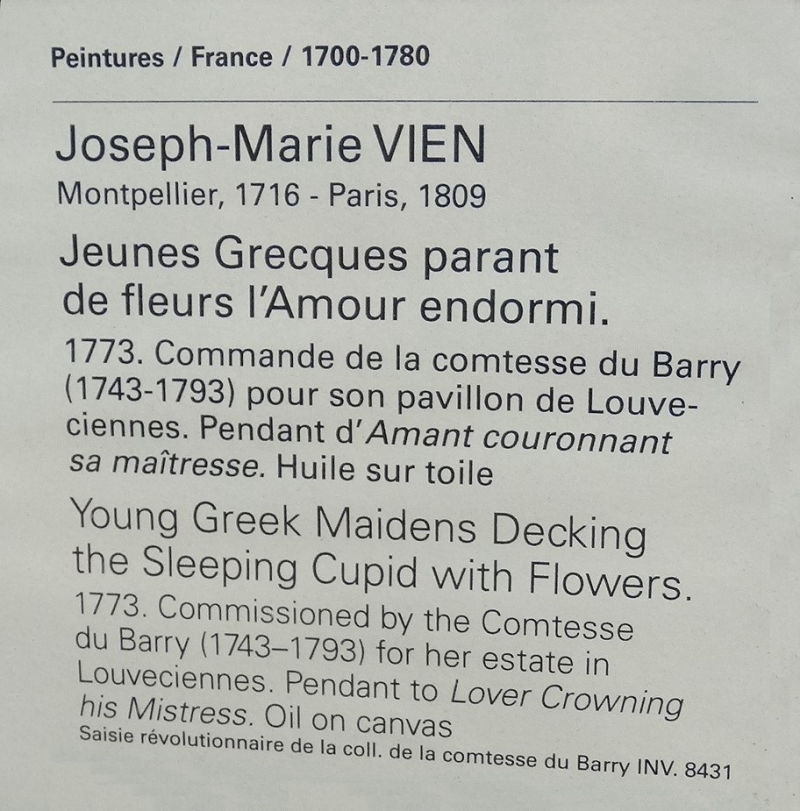 Peintures / France / 1700-1780
Joseph-Marie VIEN
Montpellier, 1716 - Paris, 1809
Jeunes Grecques parant
de fleurs l'Amour endormi.
1773. Commande de la comtesse du Barry
(1743-1793) pour son pavillon de Louve-
ciennes. Pendant d'Amant couronnant
sa maîtresse. Huile sur toile
Young Greek Maidens Decking
the Sleeping Cupid with Flowers.
1773. Commissioned by the Comtesse
du Barry (1743–1793) for her estate in
Louveciennes. Pendant to Lover Crowning
his Mistress. Oil on canvas
Saisie révolutionnaire de la coll. de la comtesse du Barry INV. 8431